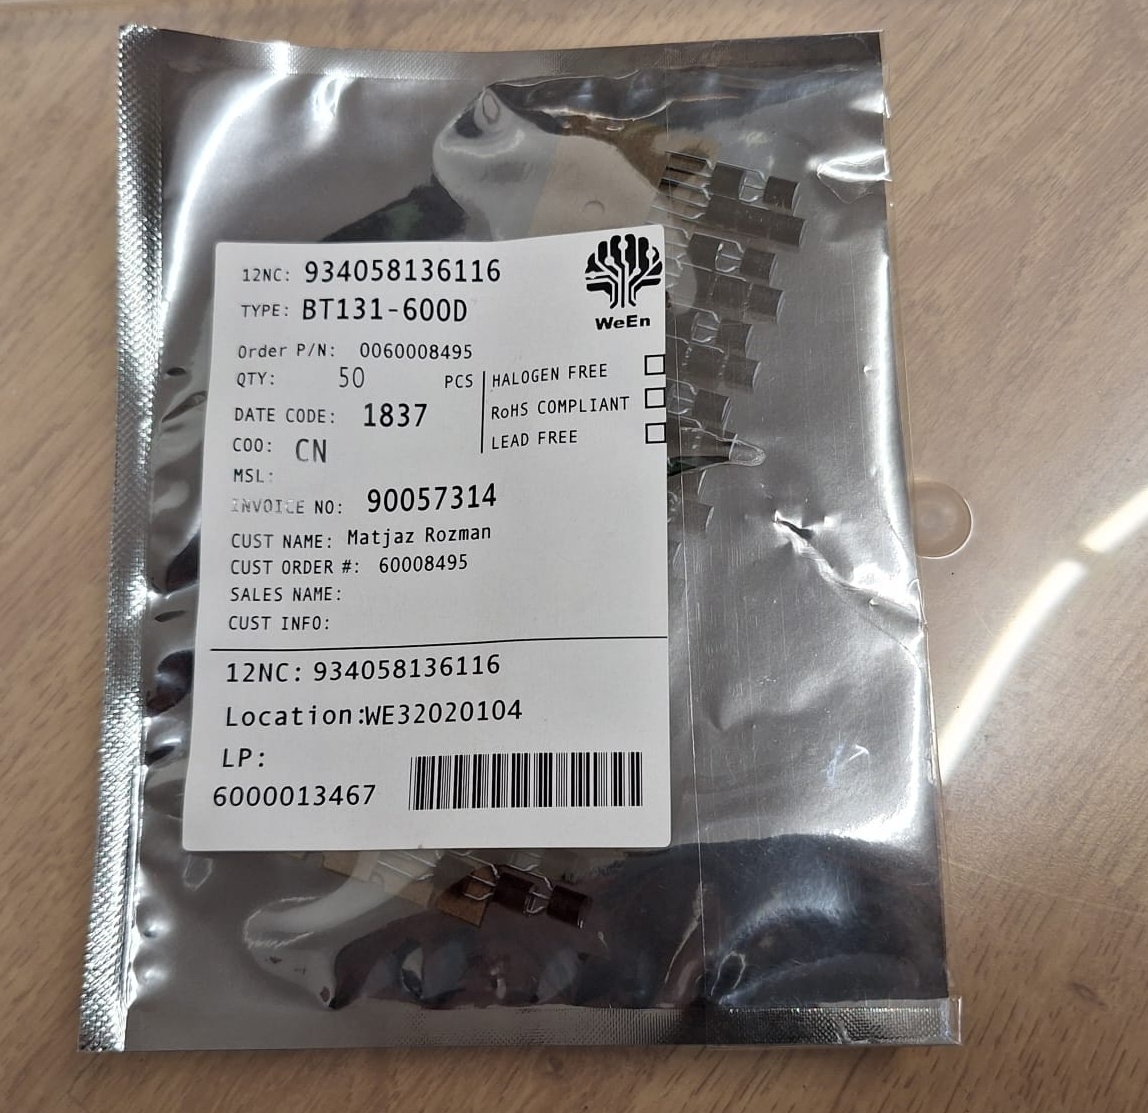 12NC: 934058136116
TYPE: BT131-600D
WeEn
Order P/N: 0060008495
QTY: 50 PCS
HALOGEN FREE
DATE CODE: 1837
RoHS COMPLIANT
COO: CN
LEAD FREE
MSL:
INVOICE NO: 90057314
CUST NAME: Matjaz Rozman
CUST ORDER #: 60008495
SALES NAME:
CUST INFO:
12NC: 934058136116
Location:WE32020104
LP:
6000013467